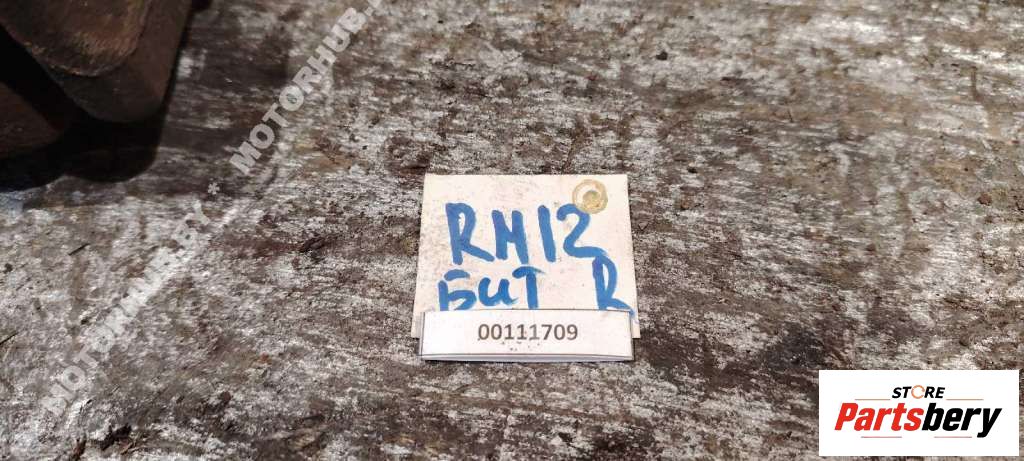 MOTORHUB.BY * MOTORHUB.BY
RM12
БИТ R
00111709
STORE
Partsbery